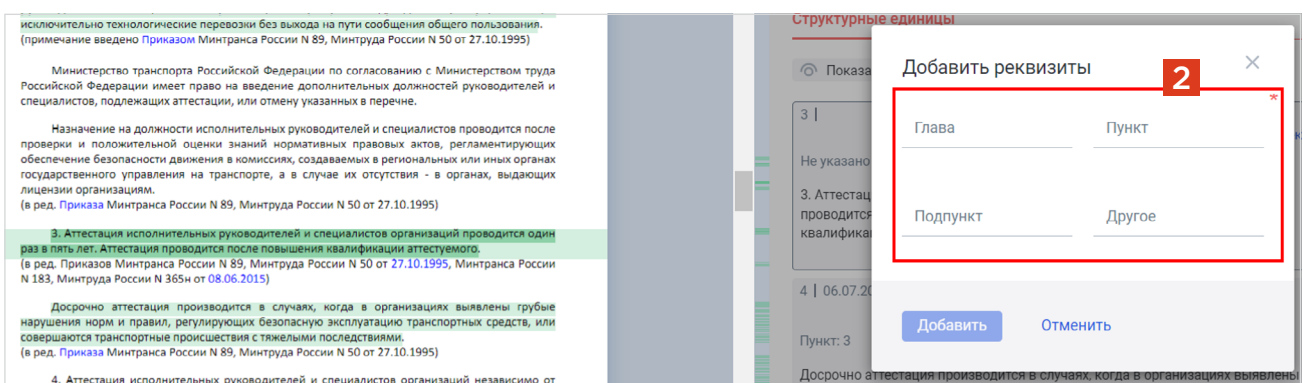 исключительно технологические перевозки без выхода на пути сообщения общего пользования.
(примечание введено Приказом Минтранса России N 89, Минтруда России N 50 от 27.10.1995)
Министерство транспорта Российской Федерации по согласованию с Министерством труда
Российской Федерации имеет право на введение дополнительных должностей руководителей и
специалистов, подлежащих аттестации, или отмену указанных в перечне.
Назначение на должности исполнительных руководителей и специалистов проводится после
проверки и положительной оценки знаний нормативных правовых актов, регламентирующих
обеспечение безопасности движения в комиссиях, создаваемых в региональных или иных органах
государственного управления на транспорте, а в случае их отсутствия - в органах, выдающих
лицензии организациям.
(в ред. Приказа Минтранса России N 89, Минтруда России N 50 от 27.10.1995)
3. Аттестация исполнительных руководителей и специалистов организаций проводится один
раз в пять лет. Аттестация проводится после повышения квалификации аттестуемого.
(в ред. Приказов Минтранса России N 89, Минтруда России N 50 от 27.10.1995, Минтранса России
N 183, Минтруда России N 365н от 08.06.2015)
Досрочно аттестация производится в случаях, когда в организациях выявлены грубые
нарушения норм и правил, регулирующих безопасную эксплуатацию транспортных средств, или
совершаются транспортные происшествия с тяжелыми последствиями.
(в ред. Приказа Минтранса России N 89, Минтруда России N 50 от 27.10.1995)
4. Аттестация исполнительных руководителей и специалистов организаций независимо от
Структурные единицы
Показа
3 |
Не указано
3. Аттестац
проводится
квалифика
4 | 06.07.20
Пункт: 3
Досрочно аттестация производится в случаях, когда в организациях выявлены
Добавить реквизиты
2
*
Глава
Пункт
Подпункт
Другое
Добавить
Отменить